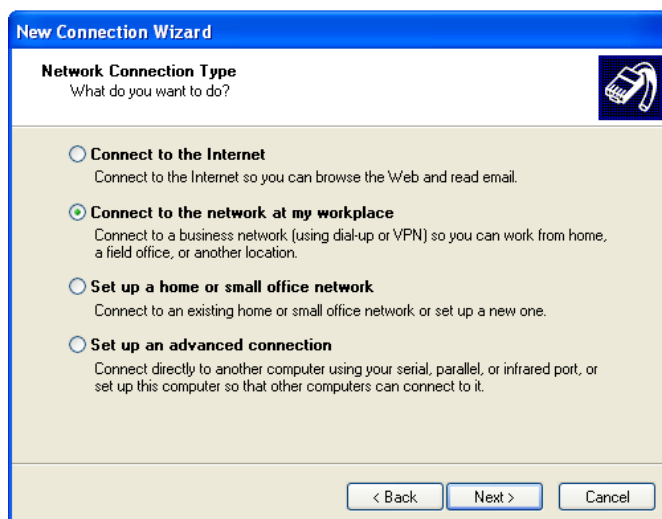 New Connection Wizard
Network Connection Type
What do you want to do?
Connect to the Internet
Connect to the Internet so you can browse the Web and read email.
Connect to the network at my workplace
Connect to a business network (using dial-up or VPN) so you can work from home,
a field office, or another location.
Set up a home or small office network
Connect to an existing home or small office network or set up a new one.
Set up an advanced connection
Connect directly to another computer using your serial, parallel, or infrared port, or
set up this computer so that other computers can connect to it.
< Back Next > Cancel